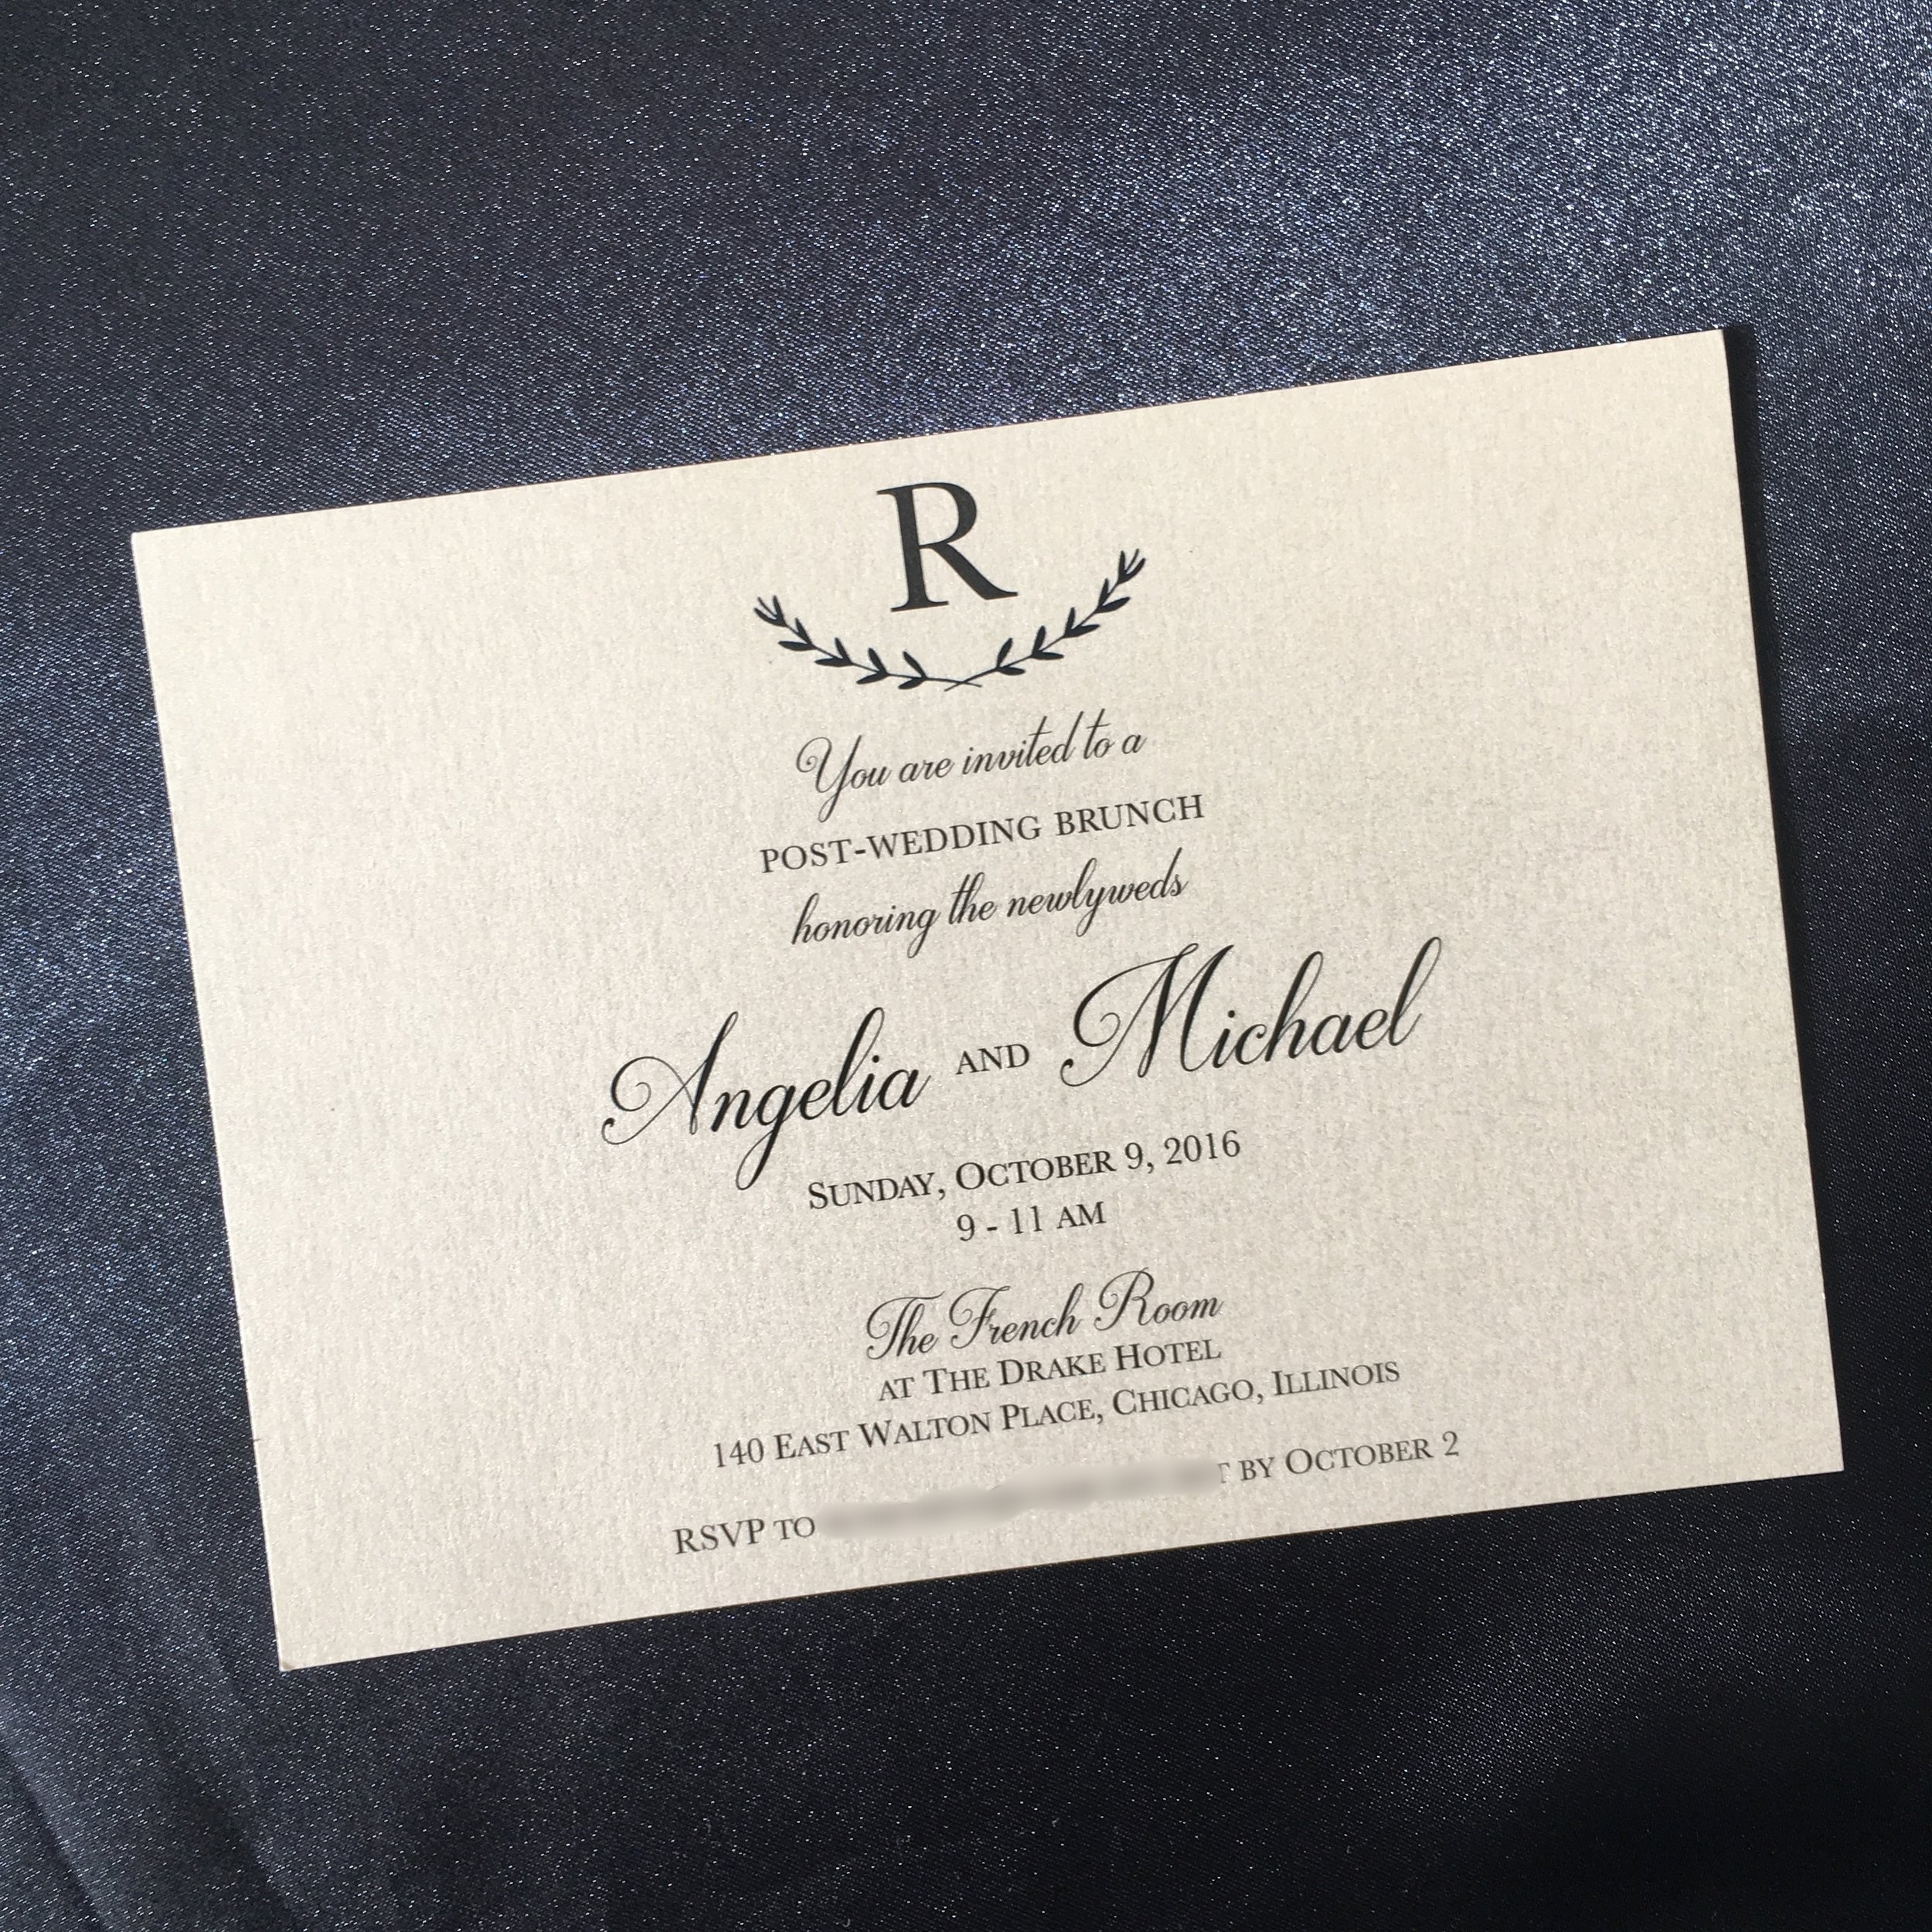 R
You are invited to a
POST-WEDDING BRUNCH
honoring the newlyweds
Angelia AND Michael
SUNDAY, OCTOBER 9, 2016
9 - 11 AM
The French Room
AT THE DRAKE HOTEL
140 EAST WALTON PLACE, CHICAGO, ILLINOIS
RSVP TO BY OCTOBER 2